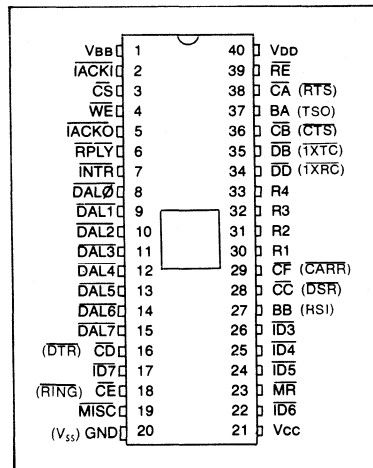 VBB 1 40 VDD
IACKI 2 39 RE
CS 3 38 CA (RTS)
WE 4 37 BA (TSO)
IACKO 5 36 CB (CTS)
RPLY 6 35 DB (1XTC)
INTR 7 34 DD (1XRC)
DALØ 8 33 R4
DAL1 9 32 R3
DAL2 10 31 R2
DAL3 11 30 R1
DAL4 12 29 CF (CARR)
DAL5 13 28 CC (DSR)
DAL6 14 27 BB (RSI)
DAL7 15 26 ID3
(DTR) CD 16 25 ID4
ID7 17 24 ID5
(RING) CE 18 23 MR
MISC 19 22 ID6
(VSS) GND 20 21 VCC